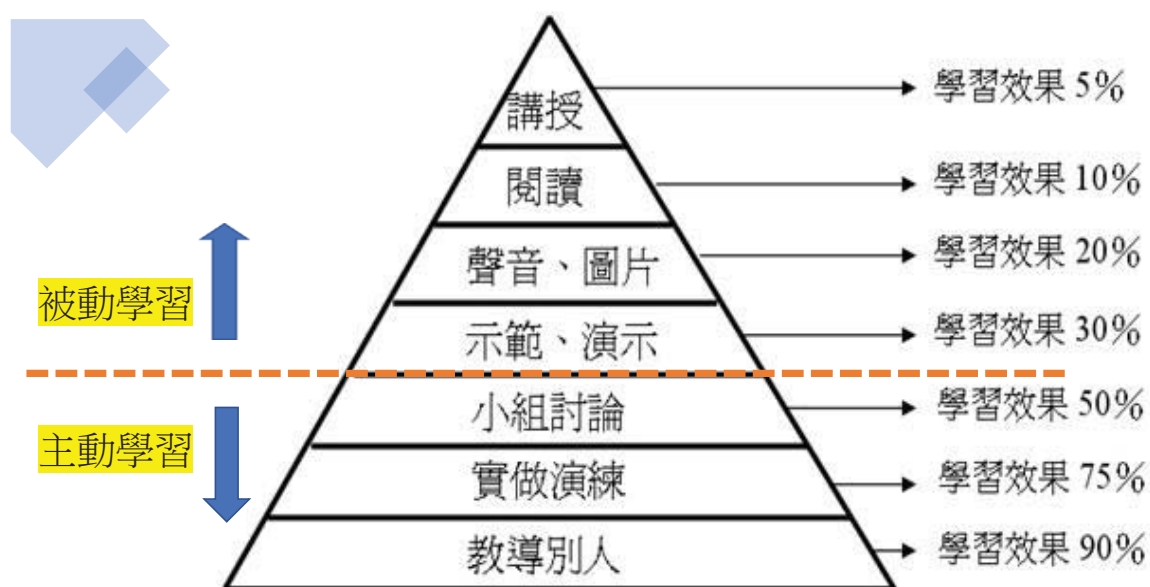 講授
學習效果 5%
閱讀
學習效果 10%
聲音、圖片
學習效果 20%
被動學習
示範、演示
學習效果 30%
小組討論
學習效果 50%
主動學習
實做演練
學習效果 75%
教導別人
學習效果 90%